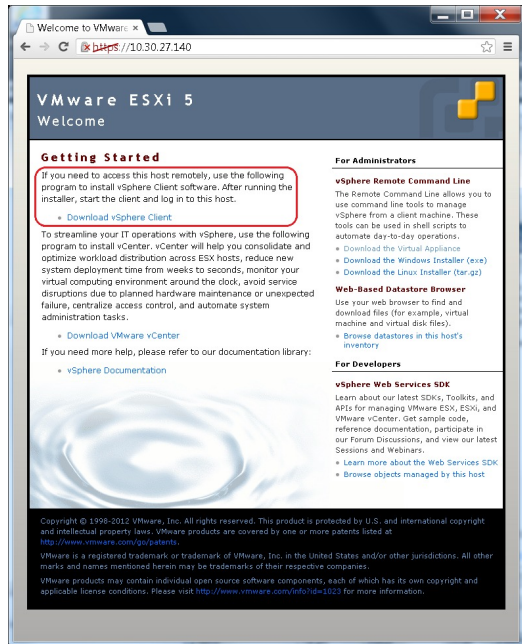 Welcome to VMware
https://10.30.27.140
VMware ESXi 5
Welcome
Getting Started
If you need to access this host remotely, use the following
program to install vSphere Client software. After running the
installer, start the client and log in to this host.
Download vSphere Client
To streamline your IT operations with vSphere, use the following
program to install vCenter. vCenter will help you consolidate and
optimize workload distribution across ESX hosts, reduce new
system deployment time from weeks to seconds, monitor your
virtual computing environment around the clock, avoid service
disruptions due to planned hardware maintenance or unexpected
failure, centralize access control, and automate system
administration tasks.
Download VMware vCenter
If you need more help, please refer to our documentation library:
vSphere Documentation
For Administrators
vSphere Remote Command Line
The Remote Command Line allows you to
use command line tools to manage
vSphere from a client machine. These
tools can be used in shell scripts to
automate day-to-day operations.
Download the Virtual Appliance
Download the Windows Installer (exe)
Download the Linux Installer (tar.gz)
Web-Based Datastore Browser
Use your web browser to find and
download files (for example, virtual
machine and virtual disk files).
Browse datastores in this host's
inventory
For Developers
vSphere Web Services SDK
Learn about our latest SDKs, Toolkits, and
APIs for managing VMware ESX, ESXi, and
VMware vCenter. Get sample code,
reference documentation, participate in
our Forum Discussions, and view our latest
Sessions and Webinars.
Learn more about the Web Services SDK
Browse objects managed by this host
Copyright © 1998-2012 VMware, Inc. All rights reserved. This product is protected by U.S. and international copyright
and intellectual property laws. VMware products are covered by one or more patents listed at
http://www.vmware.com/go/patents.
VMware is a registered trademark or trademark of VMware, Inc. in the United States and/or other jurisdictions. All other
marks and names mentioned herein may be trademarks of their respective companies.
VMware products may contain individual open source software components, each of which has its own copyright and
applicable license conditions. Please visit http://www.vmware.com/info?id=1023 for more information.